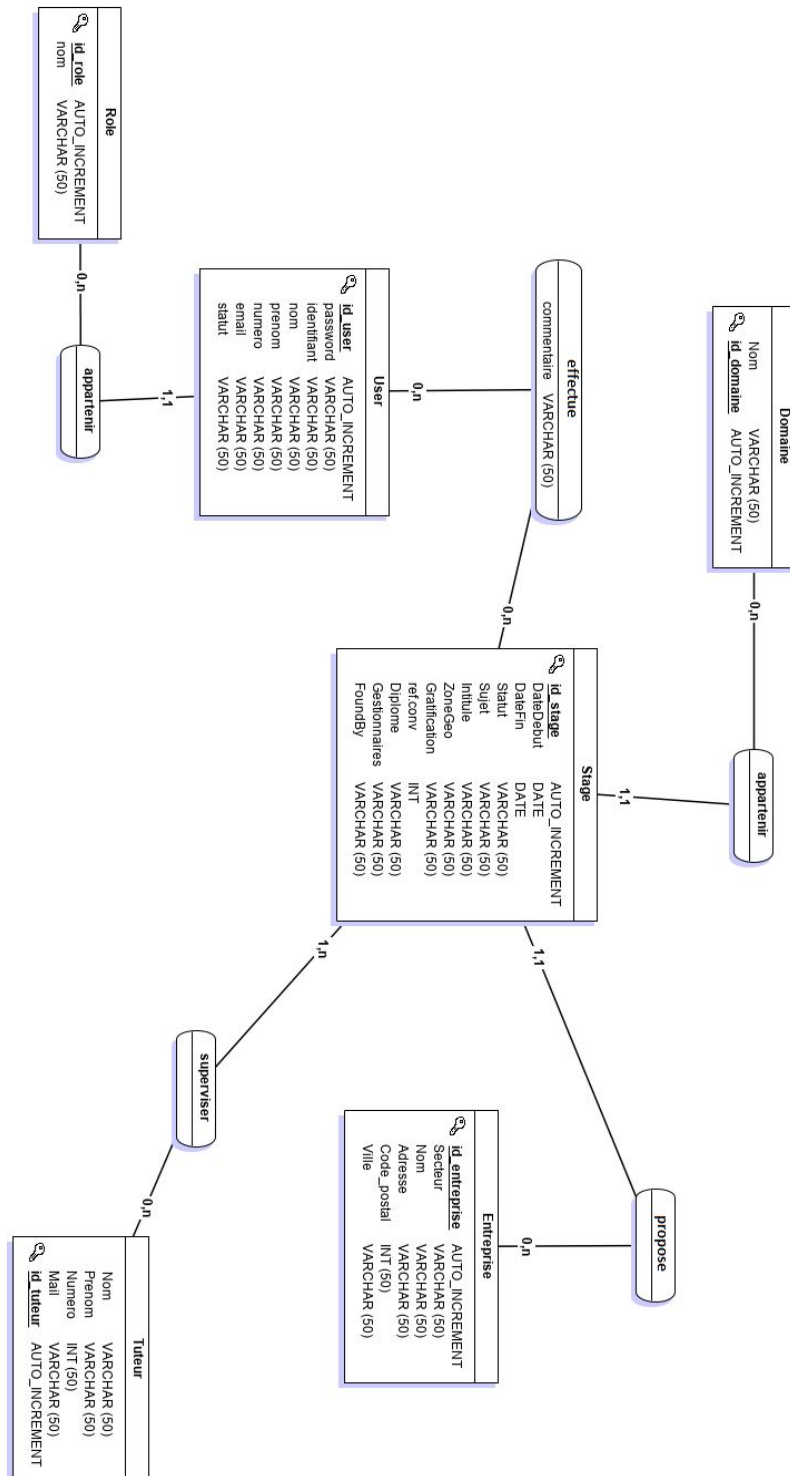 Domaine
Nom VARCHAR (50)
id_domaine AUTO_INCREMENT
0,n
appartenir
1,1
effectue
commentaire VARCHAR (50)
0,n
0,n
propose
1,1
0,n
Stage
id_stage AUTO_INCREMENT
DateDebut DATE
DateFin DATE
Statut VARCHAR (50)
Sujet VARCHAR (50)
Intitule VARCHAR (50)
ZoneGeo VARCHAR (50)
Gratification VARCHAR (50)
ref.conv INT
Diplome VARCHAR (50)
Gestionnaires VARCHAR (50)
FoundBy VARCHAR (50)
Entreprise
id_entreprise AUTO_INCREMENT
Secteur VARCHAR (50)
Nom VARCHAR (50)
Adresse VARCHAR (50)
Code_postal INT (50)
Ville VARCHAR (50)
User
id_user AUTO_INCREMENT
password VARCHAR (50)
identifiant VARCHAR (50)
nom VARCHAR (50)
prenom VARCHAR (50)
numero VARCHAR (50)
email VARCHAR (50)
statut VARCHAR (50)
1,1
appartenir
0,n
Role
id_role AUTO_INCREMENT
nom VARCHAR (50)
1,n
superviser
0,n
Tuteur
Nom VARCHAR (50)
Prenom VARCHAR (50)
Numero INT (50)
Mail VARCHAR (50)
id_tuteur AUTO_INCREMENT